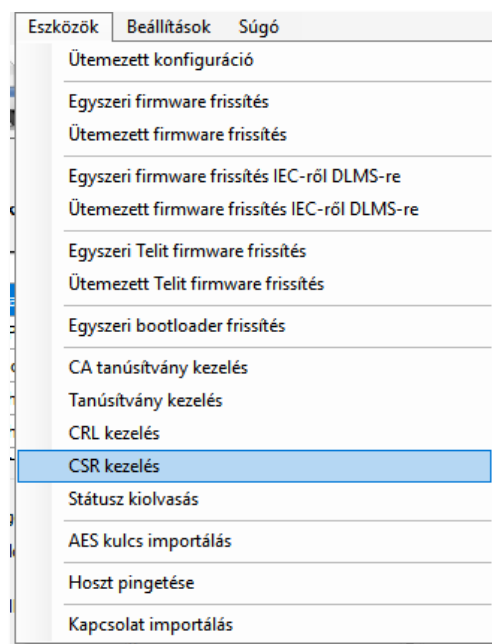 Eszközök Beállítások Súgó
Ütemezett konfiguráció
Egyszeri firmware frissítés
Ütemezett firmware frissítés
Egyszeri firmware frissítés IEC-ről DLMS-re
Ütemezett firmware frissítés IEC-ről DLMS-re
Egyszeri Telit firmware frissítés
Ütemezett Telit firmware frissítés
Egyszeri bootloader frissítés
CA tanúsítvány kezelés
Tanúsítvány kezelés
CRL kezelés
CSR kezelés
Státusz kiolvasás
AES kulcs importálás
Hoszt pingetése
Kapcsolat importálás